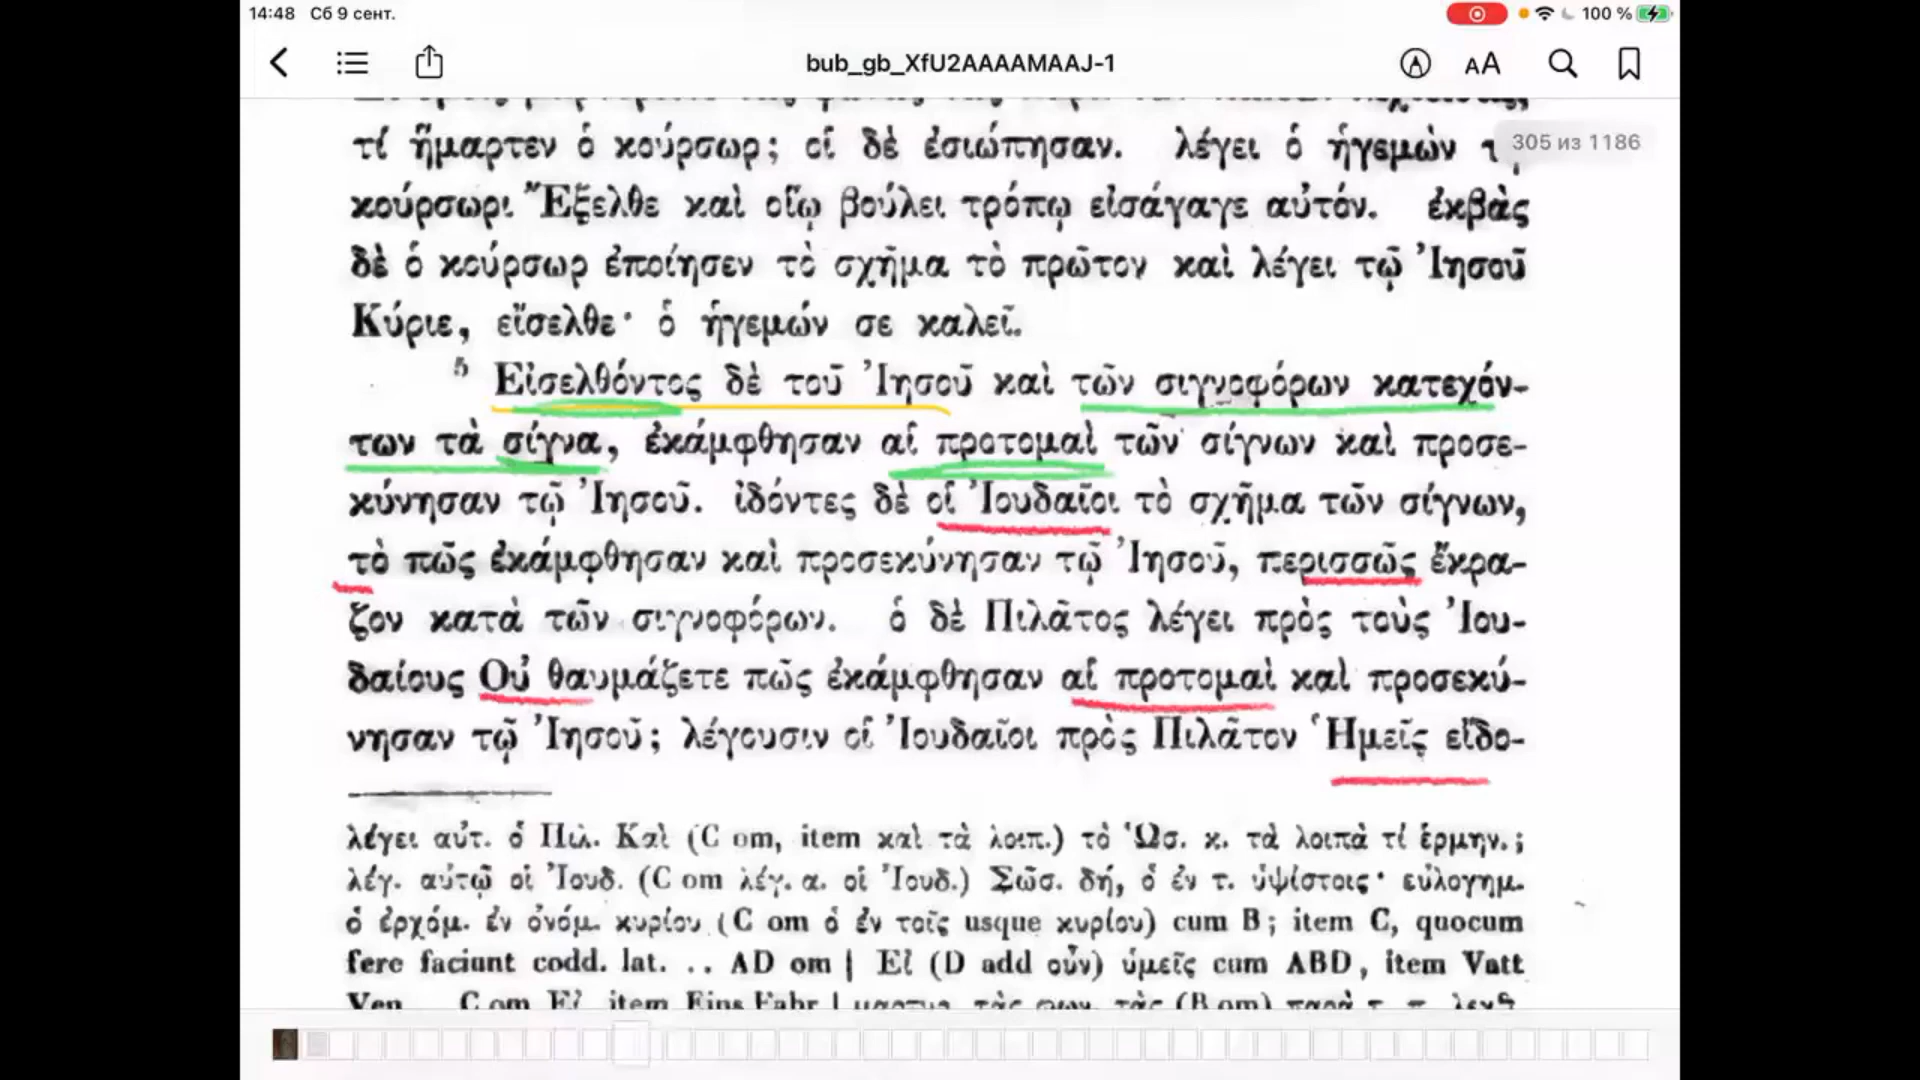 14:48 Сб 9 сент.
100 %
bub_gb_XfU2AAAAMAAJ-1
AA
305 из 1186
τί ἥμαρτεν ὁ κούρσωρ; οἱ δὲ ἐσιώπησαν. λέγει ὁ ἡγεμὼν
κούρσωρι Ἔξελθε καὶ οἵῳ βούλει τρόπῳ εἰσάγαγε αὐτόν. ἐκβὰς
δὲ ὁ κούρσωρ ἐποίησεν τὸ σχῆμα τὸ πρῶτον καὶ λέγει τῷ Ἰησοῦ
Κύριε, εἴσελθε· ὁ ἡγεμών σε καλεῖ.
5 Εἰσελθόντος δὲ τοῦ Ἰησοῦ καὶ τῶν σιγνοφόρων κατεχόν-
των τὰ σίγνα, ἐκάμφθησαν αἱ προτομαὶ τῶν σίγνων καὶ προσε-
κύνησαν τῷ Ἰησοῦ. ἰδόντες δὲ οἱ Ἰουδαῖοι τὸ σχῆμα τῶν σίγνων,
τὸ πῶς ἐκάμφθησαν καὶ προσεκύνησαν τῷ Ἰησοῦ, περισσῶς ἔκρα-
ζον κατὰ τῶν σιγνοφόρων. ὁ δὲ Πιλᾶτος λέγει πρὸς τοὺς Ἰου-
δαίους Οὐ θαυμάζετε πῶς ἐκάμφθησαν αἱ προτομαὶ καὶ προσεκύ-
νησαν τῷ Ἰησοῦ; λέγουσιν οἱ Ἰουδαῖοι πρὸς Πιλᾶτον Ἡμεῖς εἴδο-
λέγει αὐτ. ὁ Πιλ. Καὶ (C om, item καὶ τὰ λοιπ.) τὸ Ὡσ. κ. τὰ λοιπὰ τί ἑρμην.;
λέγ. αὐτῷ οἱ Ἰουδ. (C om λέγ. α. οἱ Ἰουδ.) Σῶσ. δή, ὁ ἐν τ. ὑψίστοις· εὐλογημ.
ὁ ἐρχόμ. ἐν ὀνόμ. κυρίου (C om ὁ ἐν τοῖς usque κυρίου) cum B; item C, quocum
fere faciunt codd. lat. .. AD om | Εἰ (D add οὖν) ὑμεῖς cum ABD, item Vatt
Ven C om Εἰ item Eins Fabr